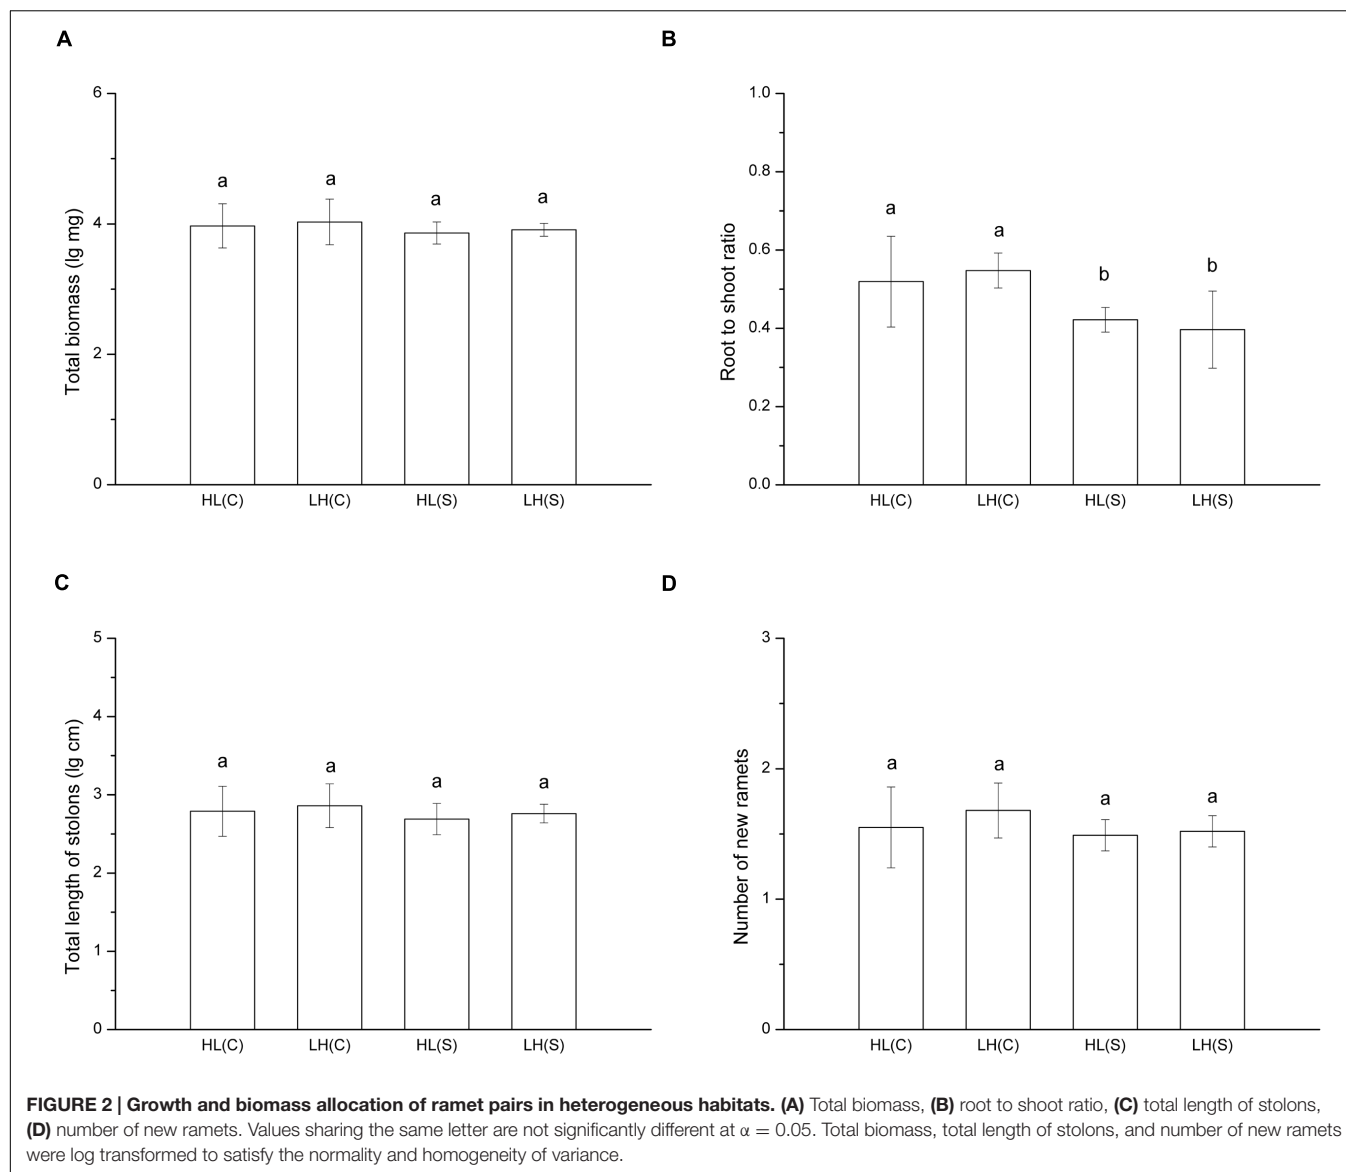 A
B
6
4
2
0
Total biomass (lg mg)
a
a
a
a
HL(C)
LH(C)
HL(S)
LH(S)
1.0
0.8
0.6
0.4
0.2
0.0
Root to shoot ratio
a
a
b
b
HL(C)
LH(C)
HL(S)
LH(S)
C
D
5
4
3
2
1
0
Total length of stolons (lg cm)
a
a
a
a
HL(C)
LH(C)
HL(S)
LH(S)
3
2
1
0
Number of new ramets
a
a
a
a
HL(C)
LH(C)
HL(S)
LH(S)
FIGURE 2 | Growth and biomass allocation of ramet pairs in heterogeneous habitats. (A) Total biomass, (B) root to shoot ratio, (C) total length of stolons,
(D) number of new ramets. Values sharing the same letter are not significantly different at α = 0.05. Total biomass, total length of stolons, and number of new ramets
were log transformed to satisfy the normality and homogeneity of variance.